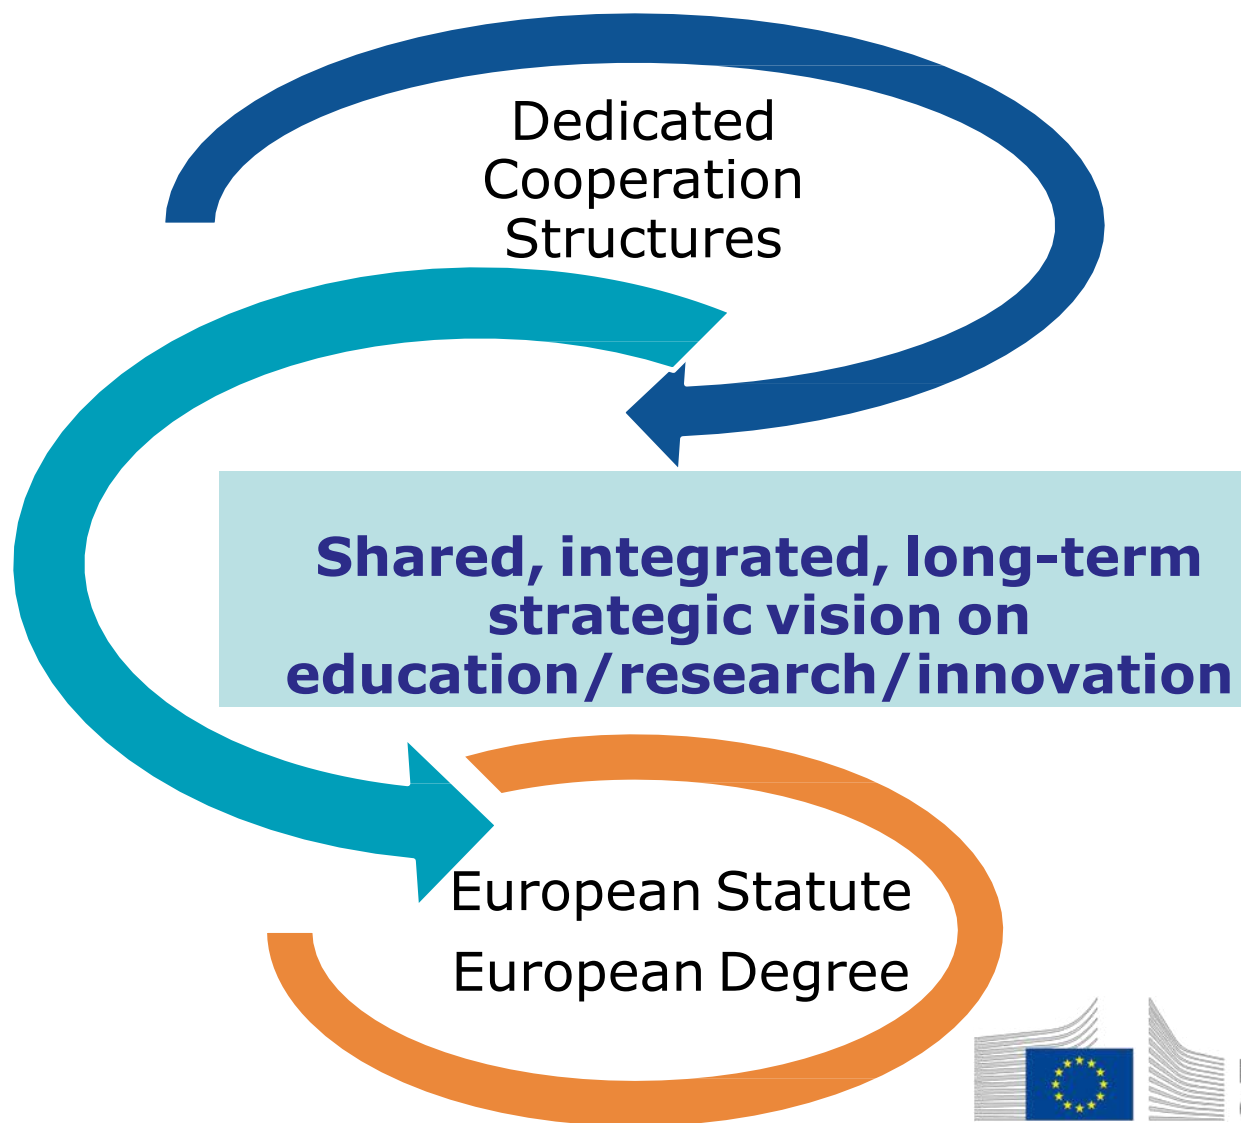 Dedicated
Cooperation
Structures
Shared, integrated, long-term
strategic vision on
education/research/innovation
European Statute
European Degree